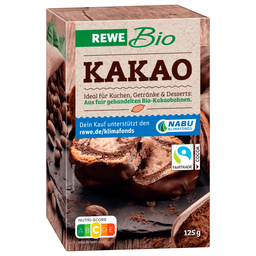 REWE Bio
KAKAO
Ideal für Kuchen, Getränke & Desserts:
Aus fair gehandelten Bio-Kakaobohnen.
Dein Kauf unterstützt den
rewe.de/klimafonds
NABU
KLIMAFONDS
FAIRTRADE
COCOA
NUTRI-SCORE
A B C D E
125 g